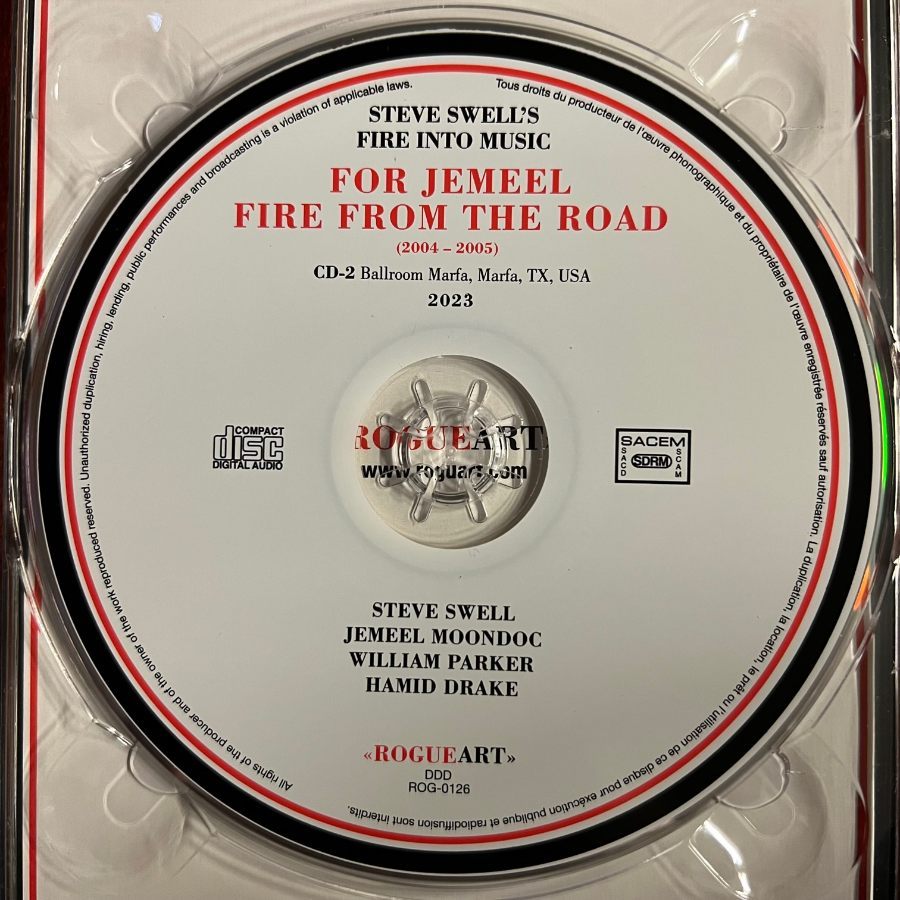 STEVE SWELL'S
FIRE INTO MUSIC
FOR JEMEEL
FIRE FROM THE ROAD
(2004 – 2005)
CD-2 Ballroom Marfa, Marfa, TX, USA
2023
COMPACT
disc
DIGITAL AUDIO
ROGUEART
www.roguart.com
SACEM
SACD
SDRM
SCAM
STEVE SWELL
JEMEEL MOONDOC
WILLIAM PARKER
HAMID DRAKE
«ROGUEART»
DDD
ROG-0126
All rights of the producer and of the owner of the work reproduced reserved. Unauthorized duplication, hiring, lending, public performances and broadcasting is a violation of applicable laws.
Tous droits du producteur de l'œuvre phonographique et du propriétaire de l'œuvre enregistrée réservés sauf autorisation. La duplication, la location, le prêt ou l'utilisation de ce disque pour exécution publique et radiodiffusion sont interdits.